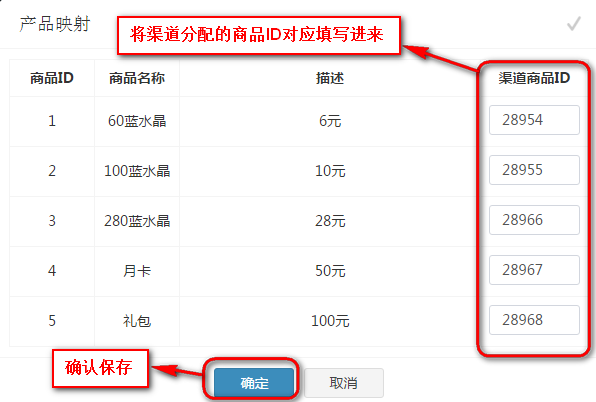 产品映射
将渠道分配的商品ID对应填写进来
商品ID 商品名称 描述 渠道商品ID
1 60蓝水晶 6元 28954
2 100蓝水晶 10元 28955
3 280蓝水晶 28元 28966
4 月卡 50元 28967
5 礼包 100元 28968
确认保存
确定 取消